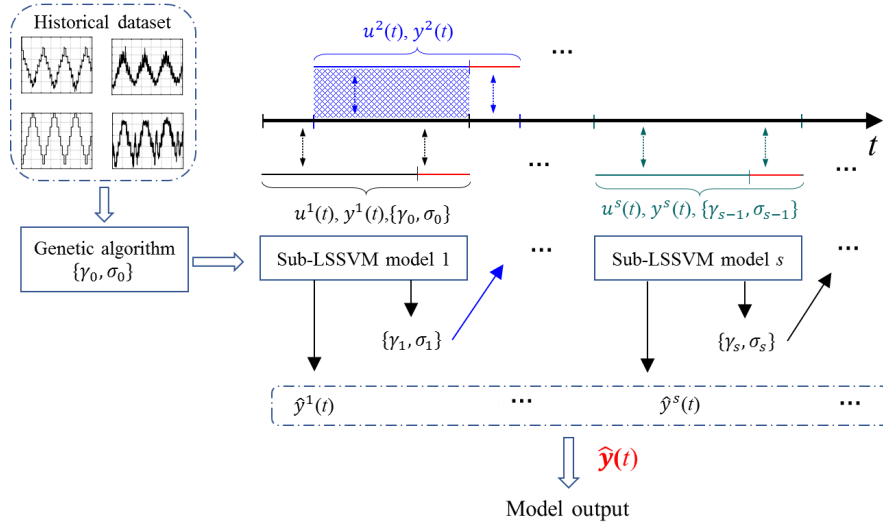 Historical dataset
u²(t), y²(t)
...
t
...
...
u¹(t), y¹(t),{γ₀, σ₀}
uˢ(t), yˢ(t), {γₛ₋₁, σₛ₋₁}
Genetic algorithm
{γ₀, σ₀}
Sub-LSSVM model 1
...
Sub-LSSVM model s
...
{γ₁, σ₁}
{γₛ, σₛ}
ŷ¹(t)
...
ŷˢ(t)
...
ŷ(t)
Model output